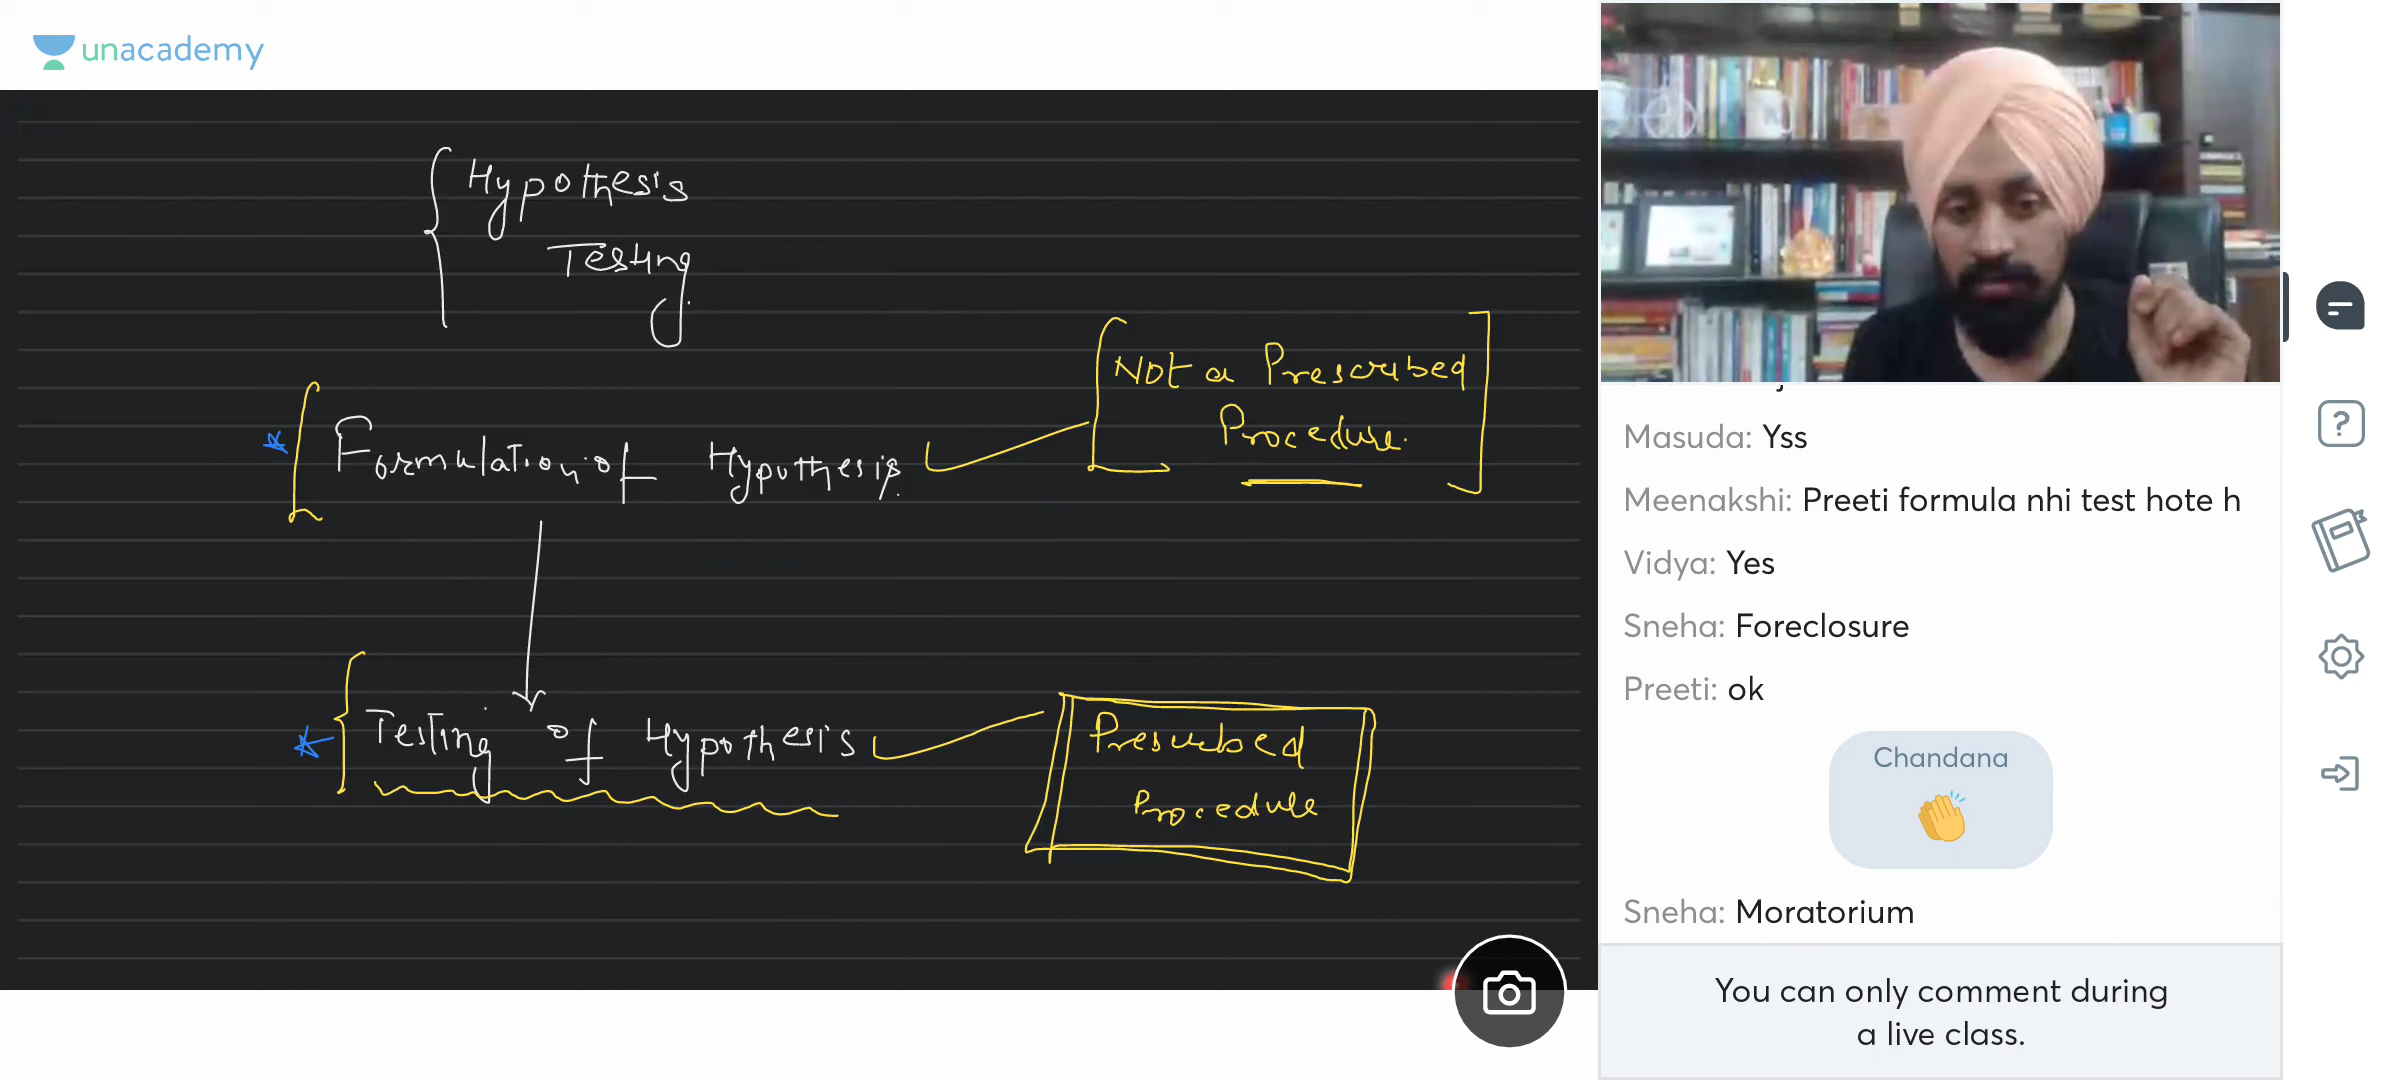 unacademy
Hypothesis
Testing
Not a Prescribed
Procedure.
Formulation of Hypothesis.
Testing of Hypothesis
Prescribed
Procedure
Masuda: Yss
Meenakshi: Preeti formula nhi test hote h
Vidya: Yes
Sneha: Foreclosure
Preeti: ok
Chandana
Sneha: Moratorium
You can only comment during
a live class.
?